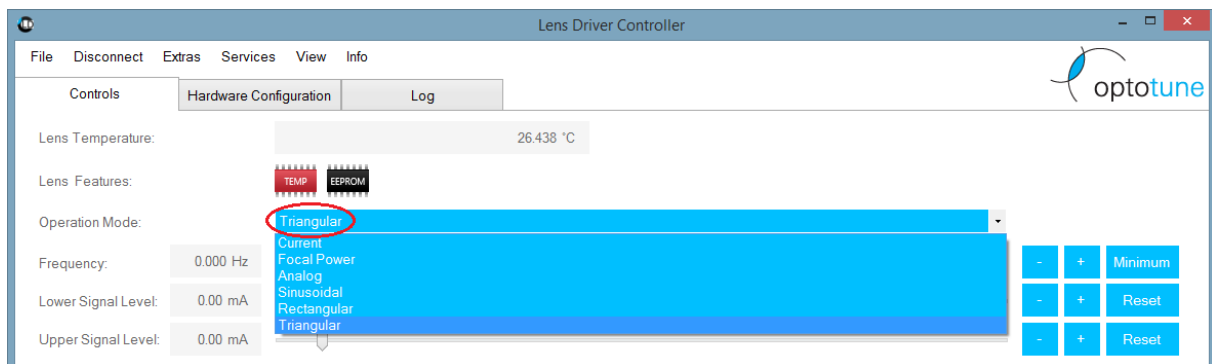 Lens Driver Controller
File Disconnect Extras Services View Info
optotune
Controls Hardware Configuration Log
Lens Temperature: 26.438 °C
Lens Features: TEMP EEPROM
Operation Mode: Triangular
Current
Frequency: 0.000 Hz Focal Power - + Minimum
Analog
Sinusoidal
Lower Signal Level: 0.00 mA Rectangular - + Reset
Triangular
Upper Signal Level: 0.00 mA - + Reset